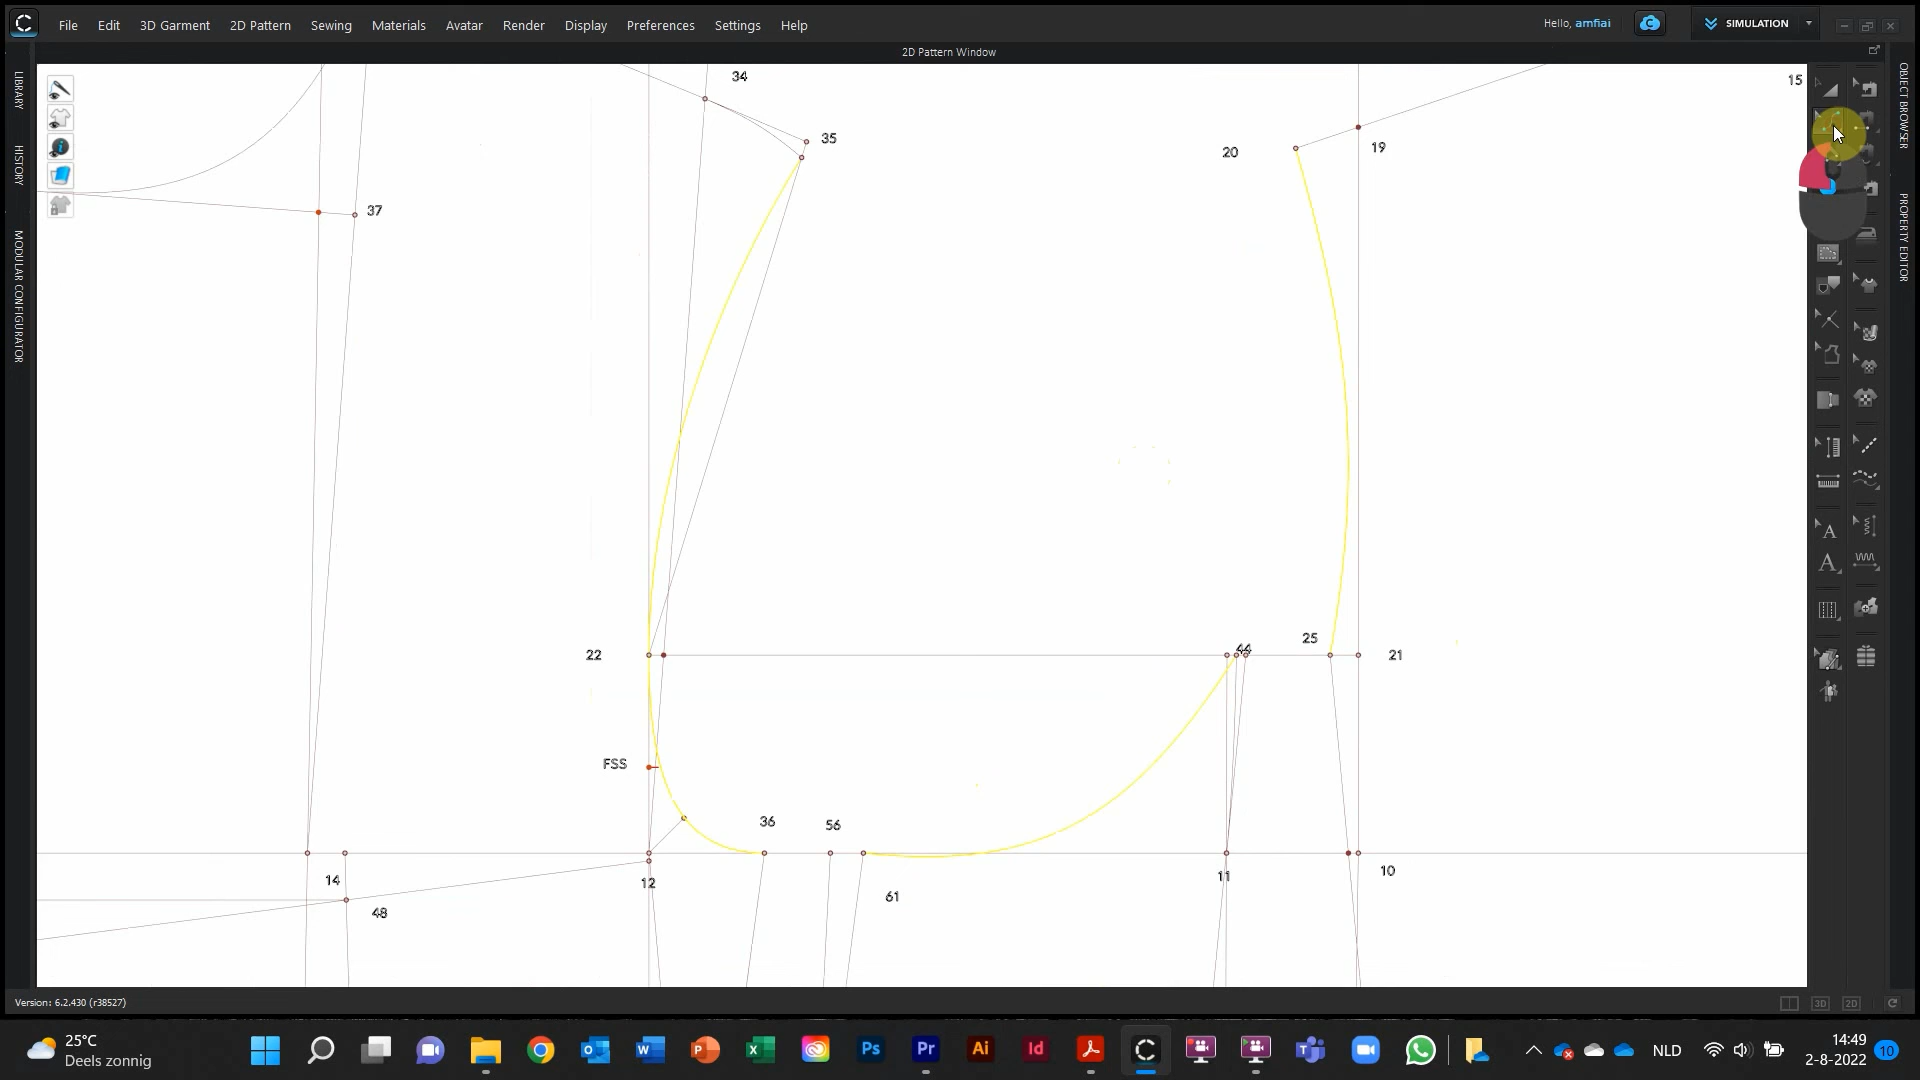 File Edit 3D Garment 2D Pattern Sewing Materials Avatar Render Display Preferences Settings Help
Hello, amfiai
SIMULATION
2D Pattern Window
LIBRARY
HISTORY
MODULAR CONFIGURATOR
OBJECT BROWSER
PROPERTY EDITOR
34
15
35
20
19
37
22
44
25
21
FSS
36
56
14
12
11
10
48
61
Version: 6.2.430 (r38527)
3D
2D
25°C
Deels zonnig
NLD
14:49
2-8-2022
10